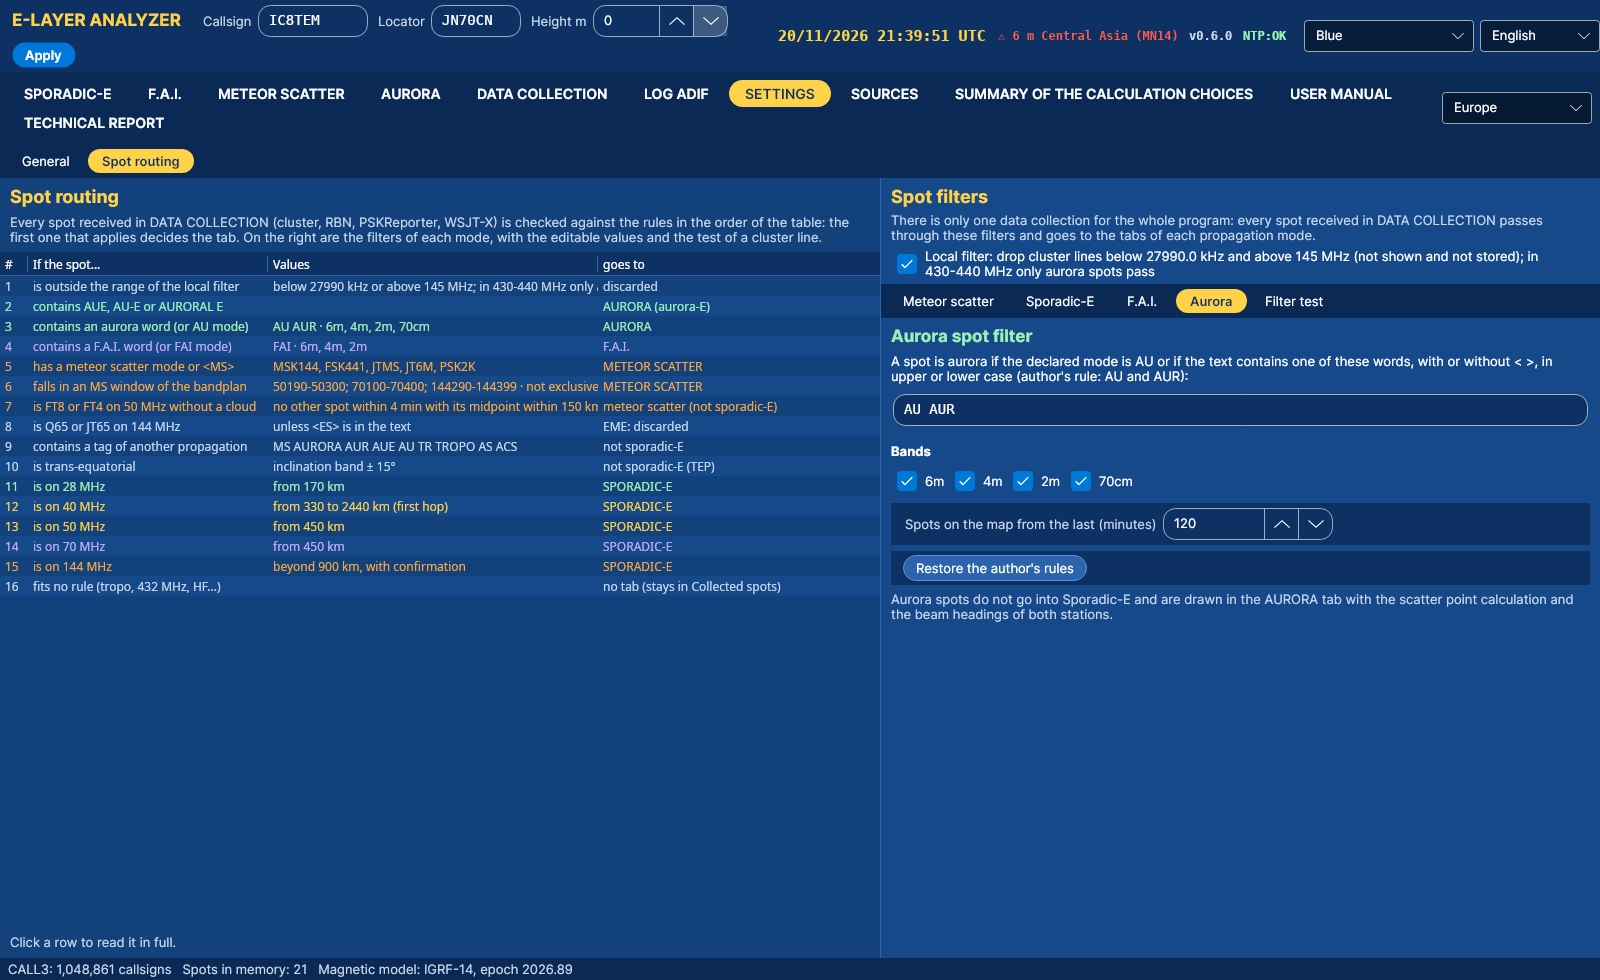 E-LAYER ANALYZER
Callsign IC8TEM Locator JN70CN Height m 0
Apply
20/11/2026 21:39:51 UTC ⚠ 6 m Central Asia (MN14) v0.6.0 NTP:OK Blue English
SPORADIC-E F.A.I. METEOR SCATTER AURORA DATA COLLECTION LOG ADIF SETTINGS SOURCES SUMMARY OF THE CALCULATION CHOICES USER MANUAL
TECHNICAL REPORT
Europe
General Spot routing
Spot routing
Every spot received in DATA COLLECTION (cluster, RBN, PSKReporter, WSJT-X) is checked against the rules in the order of the table: the
first one that applies decides the tab. On the right are the filters of each mode, with the editable values and the test of a cluster line.
# If the spot... Values goes to
1 is outside the range of the local filter below 27990 kHz or above 145 MHz; in 430-440 MHz only discarded
2 contains AUE, AU-E or AURORAL E AURORA (aurora-E)
3 contains an aurora word (or AU mode) AU AUR · 6m, 4m, 2m, 70cm AURORA
4 contains a F.A.I. word (or FAI mode) FAI · 6m, 4m, 2m F.A.I.
5 has a meteor scatter mode or <MS> MSK144, FSK441, JTMS, JT6M, PSK2K METEOR SCATTER
6 falls in an MS window of the bandplan 50190-50300; 70100-70400; 144290-144399 · not exclusive METEOR SCATTER
7 is FT8 or FT4 on 50 MHz without a cloud no other spot within 4 min with its midpoint within 150 km meteor scatter (not sporadic-E)
8 is Q65 or JT65 on 144 MHz unless <ES> is in the text EME: discarded
9 contains a tag of another propagation MS AURORA AUR AUE AU TR TROPO AS ACS not sporadic-E
10 is trans-equatorial inclination band ± 15° not sporadic-E (TEP)
11 is on 28 MHz from 170 km SPORADIC-E
12 is on 40 MHz from 330 to 2440 km (first hop) SPORADIC-E
13 is on 50 MHz from 450 km SPORADIC-E
14 is on 70 MHz from 450 km SPORADIC-E
15 is on 144 MHz beyond 900 km, with confirmation SPORADIC-E
16 fits no rule (tropo, 432 MHz, HF...) no tab (stays in Collected spots)
Click a row to read it in full.
Spot filters
There is only one data collection for the whole program: every spot received in DATA COLLECTION passes
through these filters and goes to the tabs of each propagation mode.
Local filter: drop cluster lines below 27990.0 kHz and above 145 MHz (not shown and not stored); in
430-440 MHz only aurora spots pass
Meteor scatter Sporadic-E F.A.I. Aurora Filter test
Aurora spot filter
A spot is aurora if the declared mode is AU or if the text contains one of these words, with or without < >, in
upper or lower case (author's rule: AU and AUR):
AU AUR
Bands
6m 4m 2m 70cm
Spots on the map from the last (minutes) 120
Restore the author's rules
Aurora spots do not go into Sporadic-E and are drawn in the AURORA tab with the scatter point calculation and
the beam headings of both stations.
CALL3: 1,048,861 callsigns Spots in memory: 21 Magnetic model: IGRF-14, epoch 2026.89